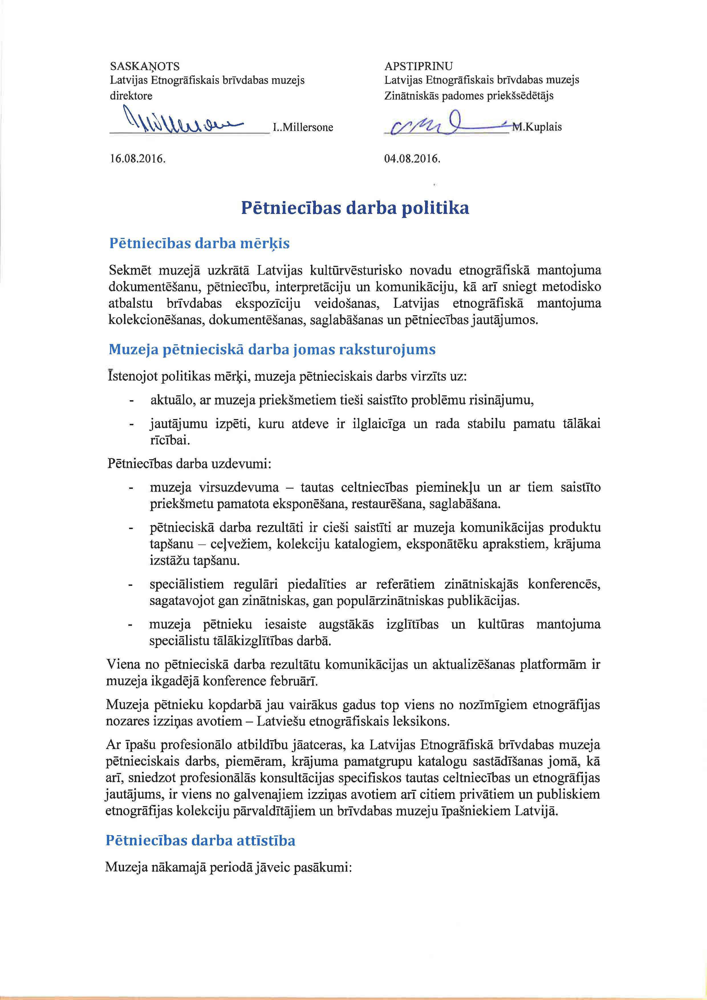 SASKAŅOTS
Latvijas Etnogrāfiskais brīvdabas muzejs
direktore
I..Millersone
16.08.2016.
APSTIPRINU
Latvijas Etnogrāfiskais brīvdabas muzejs
Zinātniskās padomes priekšsēdētājs
M.Kuplais
04.08.2016.
Pētniecības darba politika
Pētniecības darba mērķis
Sekmēt muzejā uzkrātā Latvijas kultūrvēsturisko novadu etnogrāfiskā mantojuma
dokumentēšanu, pētniecību, interpretāciju un komunikāciju, kā arī sniegt metodisko
atbalstu brīvdabas ekspozīciju veidošanas, Latvijas etnogrāfiskā mantojuma
kolekcionēšanas, dokumentēšanas, saglabāšanas un pētniecības jautājumos.
Muzeja pētnieciskā darba jomas raksturojums
Īstenojot politikas mērķi, muzeja pētnieciskais darbs virzīts uz:
- aktuālo, ar muzeja priekšmetiem tieši saistīto problēmu risinājumu,
- jautājumu izpēti, kuru atdeve ir ilglaicīga un rada stabilu pamatu tālākai
rīcībai.
Pētniecības darba uzdevumi:
- muzeja virsuzdevuma – tautas celtniecības pieminekļu un ar tiem saistīto
priekšmetu pamatota eksponēšana, restaurēšana, saglabāšana.
- pētnieciskā darba rezultāti ir cieši saistīti ar muzeja komunikācijas produktu
tapšanu – ceļvežiem, kolekciju katalogiem, eksponātēku aprakstiem, krājuma
izstāžu tapšanu.
- speciālistiem regulāri piedalīties ar referātiem zinātniskajās konferencēs,
sagatavojot gan zinātniskas, gan populārzinātniskas publikācijas.
- muzeja pētnieku iesaiste augstākās izglītības un kultūras mantojuma
speciālistu tālākizglītības darbā.
Viena no pētnieciskā darba rezultātu komunikācijas un aktualizēšanas platformām ir
muzeja ikgadējā konference februārī.
Muzeja pētnieku kopdarbā jau vairākus gadus top viens no nozīmīgiem etnogrāfijas
nozares izziņas avotiem – Latviešu etnogrāfiskais leksikons.
Ar īpašu profesionālo atbildību jāatceras, ka Latvijas Etnogrāfiskā brīvdabas muzeja
pētnieciskais darbs, piemēram, krājuma pamatgrupu katalogu sastādīšanas jomā, kā
arī, sniedzot profesionālās konsultācijas specifiskos tautas celtniecības un etnogrāfijas
jautājums, ir viens no galvenajiem izziņas avotiem arī citiem privātiem un publiskiem
etnogrāfijas kolekciju pārvaldītājiem un brīvdabas muzeju īpašniekiem Latvijā.
Pētniecības darba attīstība
Muzeja nākamajā periodā jāveic pasākumi: